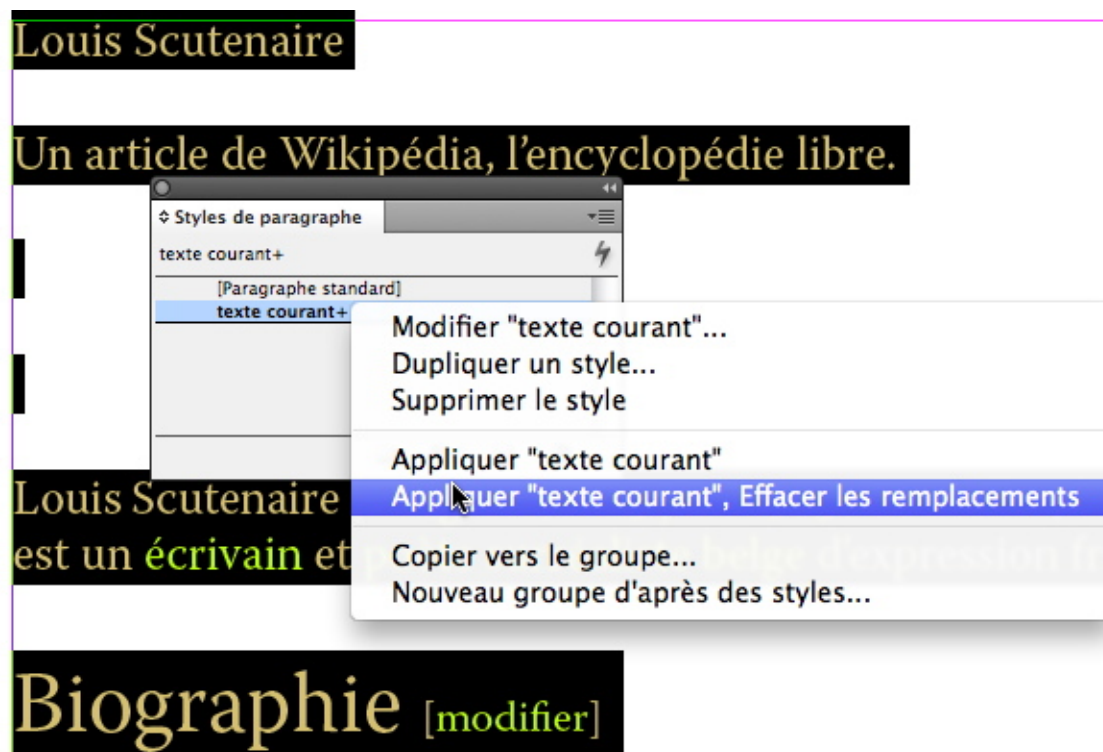 Louis Scutenaire
Un article de Wikipédia, l’encyclopédie libre.
Styles de paragraphe
texte courant+
[Paragraphe standard]
texte courant+
Modifier "texte courant"...
Dupliquer un style...
Supprimer le style
Appliquer "texte courant"
Appliquer "texte courant", Effacer les remplacements
Copier vers le groupe...
Nouveau groupe d'après des styles...
Louis Scutenaire
est un écrivain et belge d'expression
Biographie [modifier]